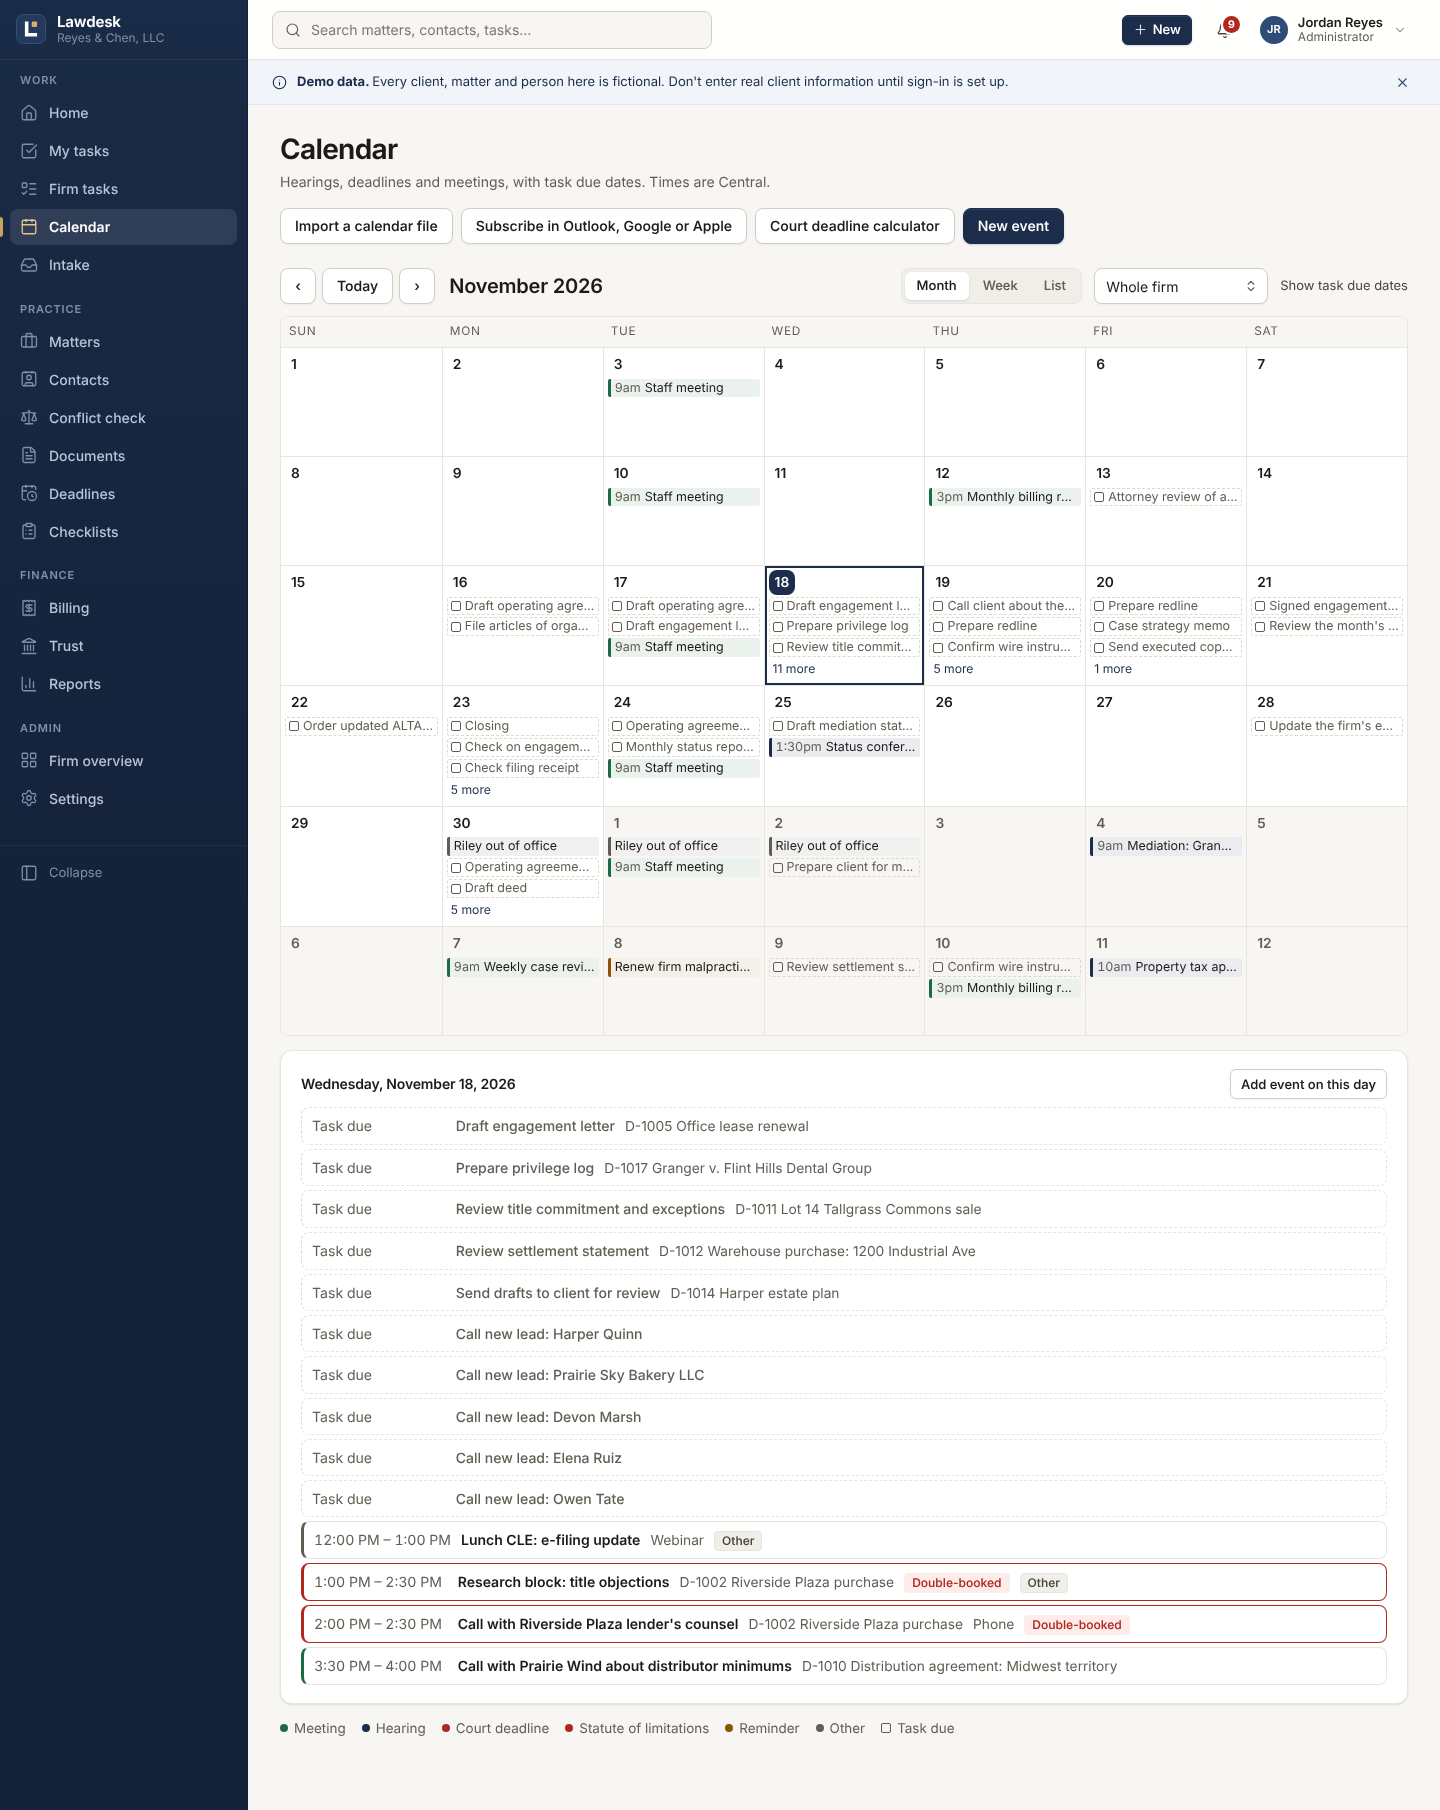 Lawdesk
Reyes & Chen, LLC
WORK
Home
My tasks
Firm tasks
Calendar
Intake
PRACTICE
Matters
Contacts
Conflict check
Documents
Deadlines
Checklists
FINANCE
Billing
Trust
Reports
ADMIN
Firm overview
Settings
Collapse
Search matters, contacts, tasks...
New
9
JR
Jordan Reyes
Administrator
Demo data. Every client, matter and person here is fictional. Don't enter real client information until sign-in is set up.
Calendar
Hearings, deadlines and meetings, with task due dates. Times are Central.
Import a calendar file
Subscribe in Outlook, Google or Apple
Court deadline calculator
New event
‹ Today › November 2026
Month Week List
Whole firm
Show task due dates
SUN MON TUE WED THU FRI SAT
1 2 3 4 5 6 7
9am Staff meeting
8 9 10 11 12 13 14
9am Staff meeting
3pm Monthly billing r...
Attorney review of a...
15 16 17 18 19 20 21
Draft operating agre...
File articles of orga...
Draft operating agre...
Draft engagement l...
9am Staff meeting
Draft engagement l...
Prepare privilege log
Review title commit...
11 more
Call client about the...
Prepare redline
Confirm wire instru...
5 more
Prepare redline
Case strategy memo
Send executed cop...
1 more
Signed engagement...
Review the month's ...
22 23 24 25 26 27 28
Order updated ALTA...
Closing
Check on engagem...
Check filing receipt
5 more
Operating agreeme...
Monthly status repo...
9am Staff meeting
Draft mediation stat...
1:30pm Status confer...
Update the firm's e...
29 30 1 2 3 4 5
Riley out of office
Operating agreeme...
Draft deed
5 more
Riley out of office
9am Staff meeting
Riley out of office
Prepare client for m...
9am Mediation: Gran...
6 7 8 9 10 11 12
9am Weekly case revi...
Renew firm malpracti...
Review settlement s...
Confirm wire instru...
3pm Monthly billing r...
10am Property tax ap...
Wednesday, November 18, 2026
Add event on this day
Task due Draft engagement letter D-1005 Office lease renewal
Task due Prepare privilege log D-1017 Granger v. Flint Hills Dental Group
Task due Review title commitment and exceptions D-1011 Lot 14 Tallgrass Commons sale
Task due Review settlement statement D-1012 Warehouse purchase: 1200 Industrial Ave
Task due Send drafts to client for review D-1014 Harper estate plan
Task due Call new lead: Harper Quinn
Task due Call new lead: Prairie Sky Bakery LLC
Task due Call new lead: Devon Marsh
Task due Call new lead: Elena Ruiz
Task due Call new lead: Owen Tate
12:00 PM – 1:00 PM Lunch CLE: e-filing update Webinar Other
1:00 PM – 2:30 PM Research block: title objections D-1002 Riverside Plaza purchase Double-booked Other
2:00 PM – 2:30 PM Call with Riverside Plaza lender's counsel D-1002 Riverside Plaza purchase Phone Double-booked
3:30 PM – 4:00 PM Call with Prairie Wind about distributor minimums D-1010 Distribution agreement: Midwest territory
Meeting Hearing Court deadline Statute of limitations Reminder Other Task due